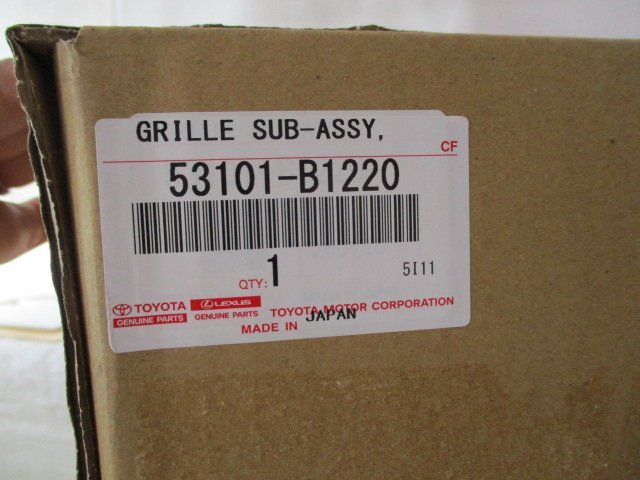 GRILLE SUB-ASSY,
CF
53101-B1220
QTY: 1
5I11
TOYOTA
GENUINE PARTS
LEXUS
GENUINE PARTS
TOYOTA MOTOR CORPORATION
MADE IN JAPAN